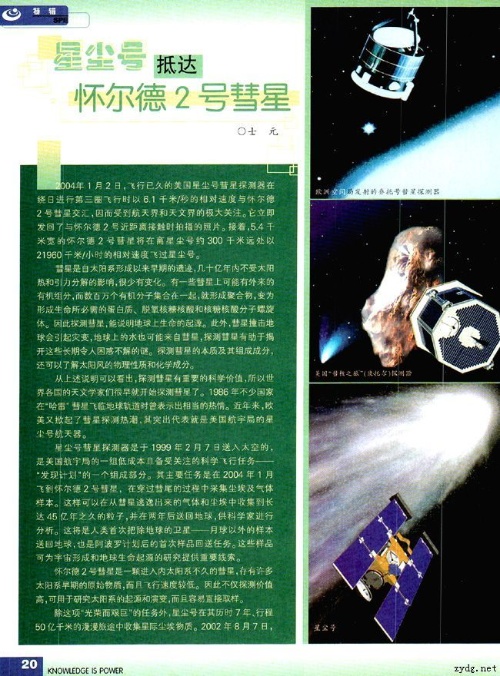 星尘号 抵达
怀尔德2号彗星
○士 元
2004年1月2日,飞行已久的美国星尘号彗星探测器在
绕日进行第三圈飞行时以6.1千米/秒的相对速度与怀尔德
2号彗星交汇,因而受到航天界和天文界的极大关注。它立即
发回了与怀尔德2号近距离接触时拍摄的照片。接着,5.4千
米宽的怀尔德2号彗星将在离星尘号约300千米远处以
21960千米/小时的相对速度飞过星尘号。
彗星是自太阳系形成以来早期的遗迹,几十亿年内不受太阳
热和引力分解的影响,很少有变化。有一些彗星上可能有外来的
有机组分,而数百万个有机分子集合在一起,就形成聚合物,变为
形成生命所必需的蛋白质、脱氧核糖核酸和核糖核酸分子螺旋
体。因此探测彗星,能说明地球上生命的起源。此外,彗星撞击地
球会引起灾变,地球上的水也可能来自彗星,探测彗星有助于揭
开这些长期令人困惑不解的谜。探测彗星的本质及其组成成分,
还可以了解太阳风的物理性质和化学成分。
从上述说明可以看出,探测彗星有重要的科学价值,所以世
界各国的天文学家们很早就开始探测彗星了。1986年不少国家
在“哈雷”彗星飞临地球轨道时曾表示出相当的热情。近年来,欧
美又掀起了彗星探测热潮,其突出代表就是美国航宇局的星
尘号航天器。
星尘号彗星探测器是于1999年2月7日送入太空的,
是美国航宇局的一组低成本且备受关注的科学飞行任务——
“发现计划”的一个组成部分。其主要任务是在2004年1月
飞到怀尔德2号彗星,在穿过彗尾的过程中采集尘埃及气体
样本。这样可以在从彗星逃逸出来的气体和尘埃中收集到长
达45亿年之久的粒子,并在两年后送回地球,供科学家进行
分析。这将是人类首次把除地球的卫星——月球以外的样本
送回地球,也是阿波罗计划后的首次样品回送任务。这些样品
可为宇宙形成和地球生命起源的研究提供重要线索。
怀尔德2号彗星是一颗进入内太阳系不久的彗星,存有许多
太阳系早期的原始物质,而且飞行速度较低。因此不仅探测价值
高,可用于研究太阳系的起源和演变,而且容易直接取样。
除这项“光荣而艰巨”的任务外,星尘号在其历时7年、行程
50亿千米的漫漫旅途中收集星际尘埃物质。2002年8月7日,
欧洲空间局发射的乔托号彗星探测器
美国“彗核之旅”(孔托尔)探测器
星尘号
20 KNOWLEDGE IS POWER
xydg.net